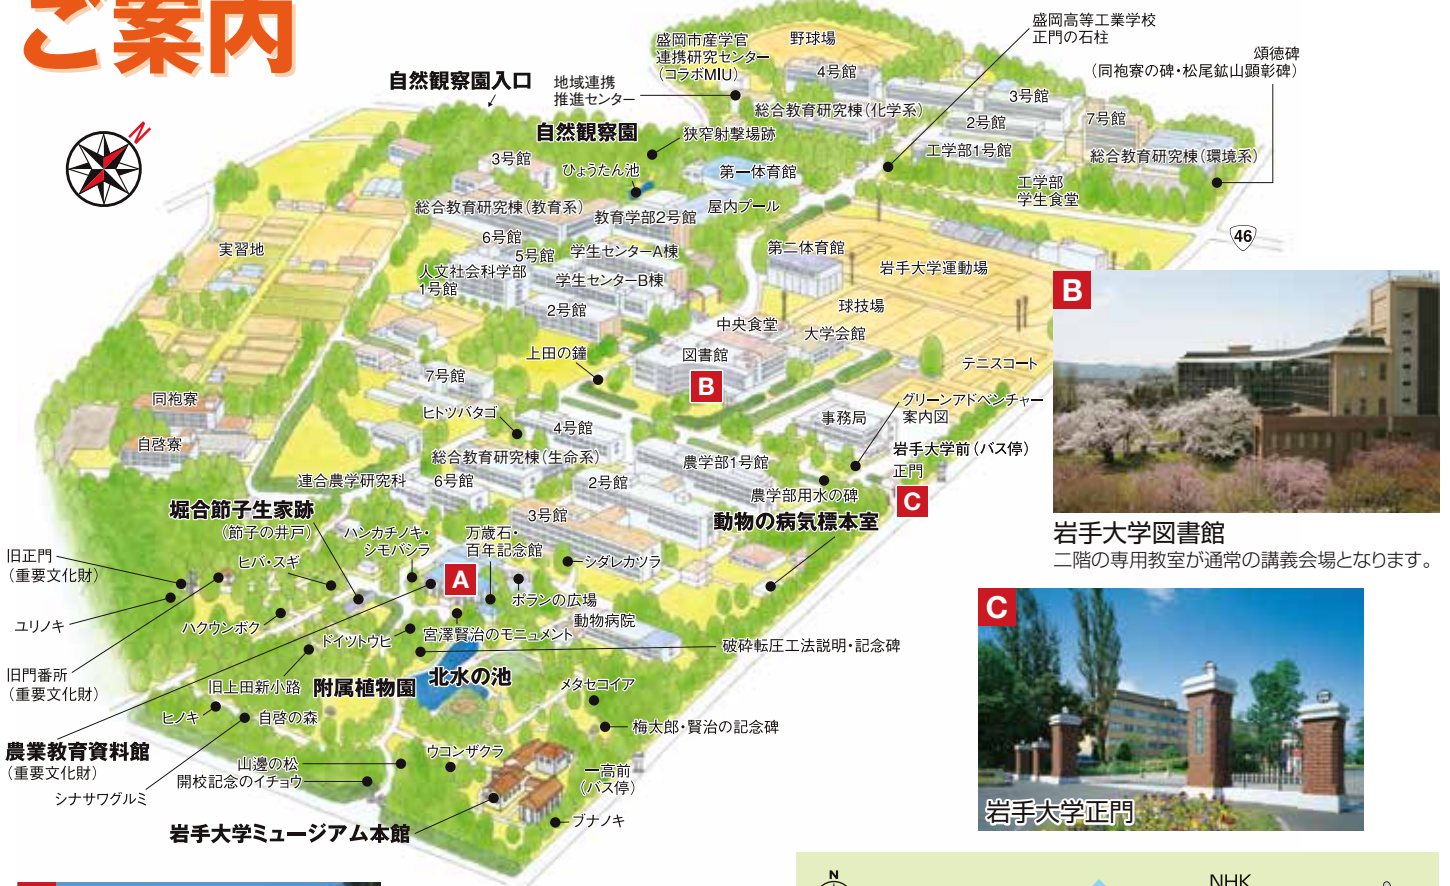 ご案内
盛岡高等工業学校
正門の石柱
頌徳碑
(同袍寮の碑・松尾鉱山顕彰碑)
盛岡市産学官
連携研究センター
(コラボMIU)
野球場
4号館
自然観察園入口
地域連携
推進センター
3号館
総合教育研究棟(化学系)
2号館
7号館
N
自然観察園
狭窄射撃場跡
工学部1号館
総合教育研究棟(環境系)
3号館
ひょうたん池
第一体育館
工学部
学生食堂
総合教育研究棟(教育系)
教育学部2号館
屋内プール
6号館
46
実習地
5号館
学生センターA棟
第二体育館
岩手大学運動場
人文社会科学部
1号館
学生センターB棟
B
2号館
球技場
中央食堂
大学会館
上田の鐘
図書館
テニスコート
7号館
B
同袍寮
ヒトツバタゴ
グリーンアドベンチャー
案内図
4号館
事務局
自啓寮
岩手大学前(バス停)
総合教育研究棟(生命系)
農学部1号館
正門
連合農学研究科
6号館
2号館
農学部用水の碑
C
堀合節子生家跡
(節子の井戸)
3号館
動物の病気標本室
岩手大学図書館
二階の専用教室が通常の講義会場となります。
ハンカチノキ・
シモバシラ
万歳石・
百年記念館
旧正門
(重要文化財)
ヒバ・スギ
シダレカツラ
A
C
ポランの広場
ユリノキ
ハクウンボク
ドイツトウヒ
宮澤賢治のモニュメント
動物病院
破砕転圧工法説明・記念碑
旧門番所
(重要文化財)
旧上田新小路
附属植物園
北水の池
メタセコイア
ヒノキ
自啓の森
梅太郎・賢治の記念碑
農業教育資料館
(重要文化財)
ウコンザクラ
山邊の松
開校記念のイチョウ
一高前
(バス停)
シナサワグルミ
岩手大学正門
岩手大学ミュージアム本館
ブナノキ
N
NHK